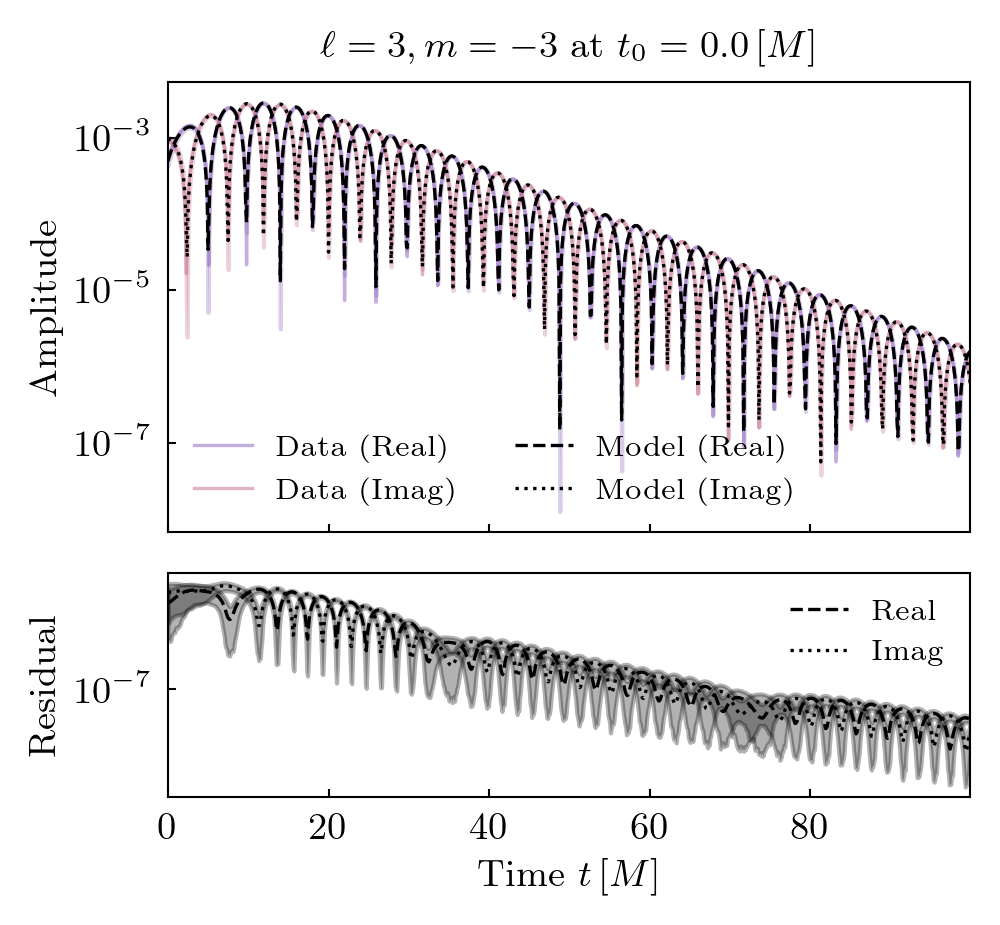 ℓ = 3, m = −3 at t₀ = 0.0 [M]
Amplitude
10⁻³
10⁻⁵
10⁻⁷
Data (Real)
Data (Imag)
Model (Real)
Model (Imag)
Residual
10⁻⁷
Real
Imag
0 20 40 60 80
Time t [M]